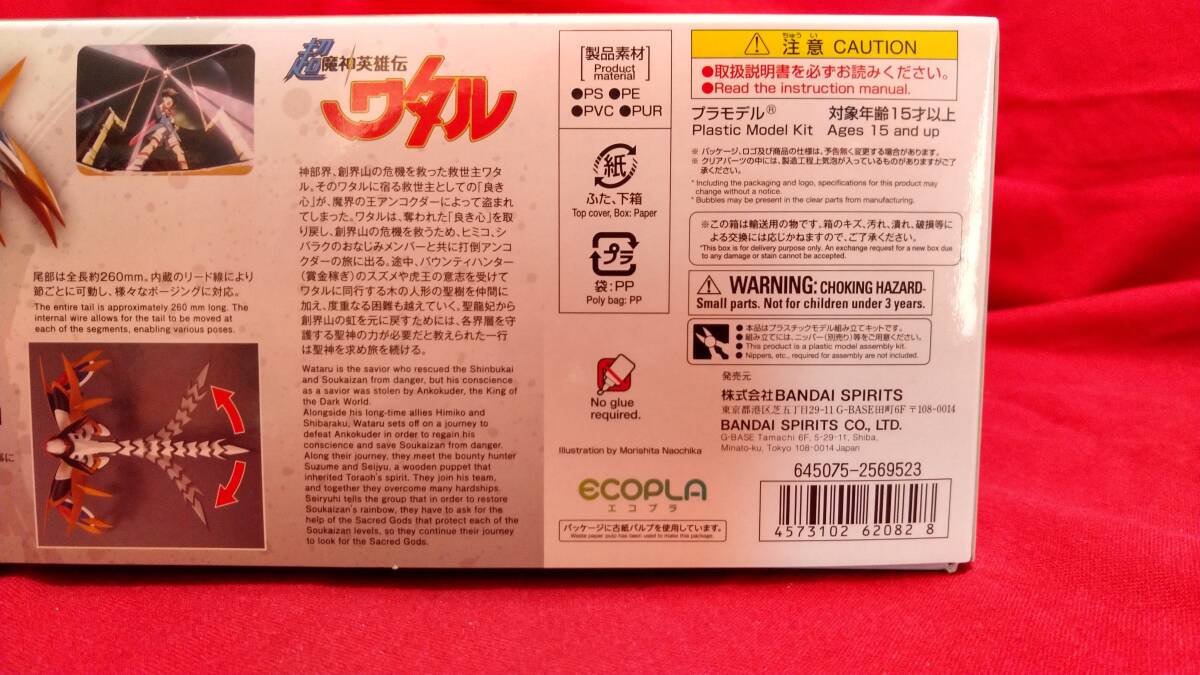 尾部は全長約260mm。内蔵のリード線により
節ごとに可動し、様々なポージングに対応。
The entire tail is approximately 260 mm long. The
internal wire allows for the tail to be moved at
each of the segments, enabling various poses.
超魔神英雄伝
ワタル
神部界、創界山の危機を救った救世主ワタ
ル。そのワタルに宿る救世主としての「良き
心」が、魔界の王アンコクダーによって盗まれ
てしまった。ワタルは、奪われた「良き心」を取
り戻し、創界山の危機を救うため、ヒミコ、シ
バラクのおなじみメンバーと共に打倒アンコ
クダーの旅に出る。途中、バウンティハンター
(賞金稼ぎ)のスズメや虎王の意志を受けて
ワタルに同行する木の人形の聖樹を仲間に
加え、度重なる困難も越えていく。聖龍妃から
創界山の虹を元に戻すためには、各界層を守
護する聖神の力が必要だと教えられた一行
は聖神を求め旅を続ける。
Wataru is the savior who rescued the Shinbukai
and Soukaizan from danger, but his conscience
as a savior was stolen by Ankokuder, the King of
the Dark World.
Alongside his long-time allies Himiko and
Shibaraku, Wataru sets off on a journey to
defeat Ankokuder in order to regain his
conscience and save Soukaizan from danger.
Along their journey, they meet the bounty hunter
Suzume and Seijyu, a wooden puppet that
inherited Toraoh's spirit. They join his team,
and together they overcome many hardships.
Seiryuhi tells the group that in order to restore
Soukaizan's rainbow, they have to ask for the
help of the Sacred Gods that protect each of the
Soukaizan levels, so they continue their journey
to look for the Sacred Gods.
[製品素材]
[Product material]
●PS ●PE
●PVC ●PUR
紙
ふた、下箱
Top cover, Box: Paper
プラ
袋:PP
Poly bag: PP
No glue
required.
Illustration by Morishita Naochika
ECOPLA
エコプラ
パッケージに古紙パルプを使用しています。
Waste paper pulp has been used to make this package.
ちゅうい
注意 CAUTION
●取扱説明書を必ずお読みください。
●Read the instruction manual.
プラモデル® 対象年齢15才以上
Plastic Model Kit Ages 15 and up
※ パッケージ、ロゴ及び商品の仕様は、予告無く変更する場合があります。
※ クリアパーツの中には、製造工程上気泡が入っているものがありますがご了
承ください。
* Including the packaging and logo, specifications for this product may
change without a notice.
* Bubbles may be present in the clear parts from manufacturing.
※この箱は輸送用の物です。箱のキズ、汚れ、潰れ、破損等に
よる交換には応じかねますので、ご了承ください。
*This box is for delivery purpose only. An exchange request for a new box due
to any damage or stain cannot be accepted.
WARNING: CHOKING HAZARD-
Small parts. Not for children under 3 years.
● 本品はプラスチックモデル組み立てキットです。
● 組み立てには、ニッパー(別売り)等をご用意ください。
● This product is a plastic model assembly kit.
● Nippers, etc., required for assembly are not included.
発売元
株式会社BANDAI SPIRITS
東京都港区芝五丁目29-11 G-BASE田町6F 〒108-0014
BANDAI SPIRITS CO., LTD.
G-BASE Tamachi 6F, 5-29-11, Shiba,
Minato-ku, Tokyo 108-0014 Japan
645075-2569523
4573102 62082 8